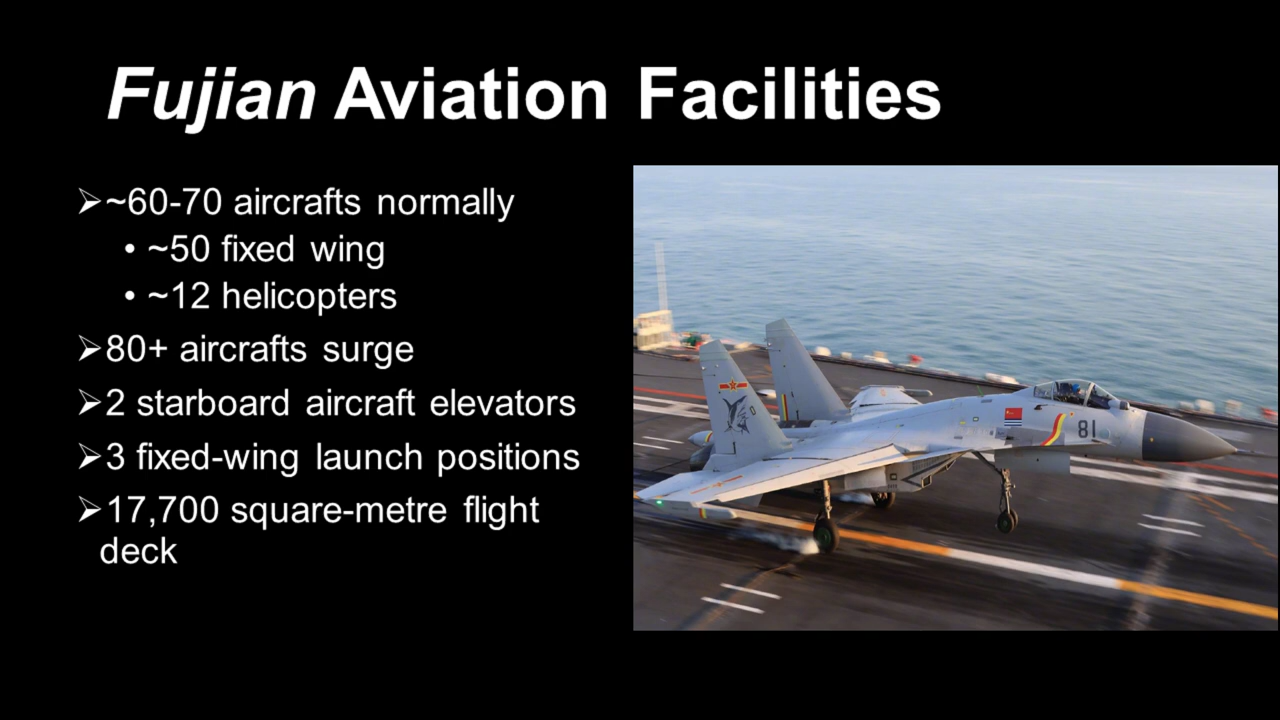 Fujian Aviation Facilities
➢~60-70 aircrafts normally
• ~50 fixed wing
• ~12 helicopters
➢80+ aircrafts surge
➢2 starboard aircraft elevators
➢3 fixed-wing launch positions
➢17,700 square-metre flight
deck
81